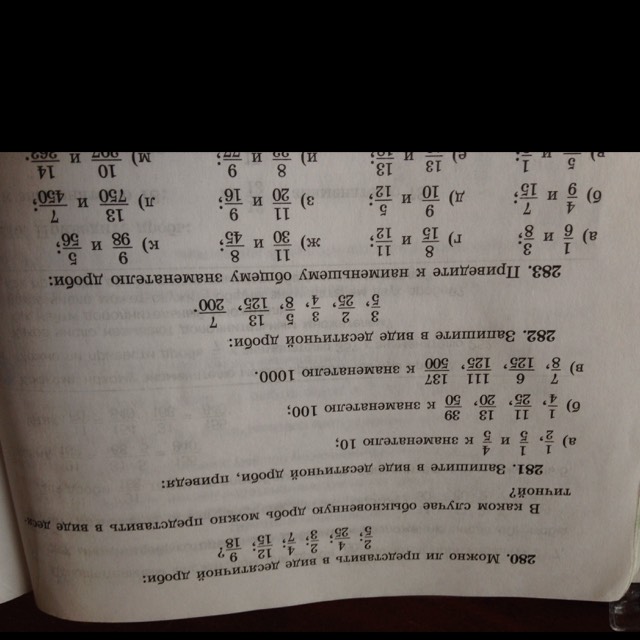 280. Можно ли представить в виде десятичной дроби:
2/5; 4/25; 2/3; 4/7; 12/15; 9/18?
В каком случае обыкновенную дробь можно представить в виде деся-
тичной?
281. Запишите в виде десятичной дроби, приведя:
а) 1/2, 1/5 и 4/5 к знаменателю 10;
б) 1/4, 11/25, 13/20, 39/50 к знаменателю 100;
в) 7/8, 6/125, 111/125, 137/500 к знаменателю 1000.
282. Запишите в виде десятичной дроби:
3/5, 2/25, 3/4, 5/8, 13/125, 7/200.
283. Приведите к наименьшему общему знаменателю дроби:
а) 1/6 и 3/8; г) 8/15 и 11/12; ж) 11/30 и 8/45; к) 9/98 и 5/56;
б) 4/9 и 7/15; д) 9/10 и 5/12; з) 11/20 и 9/16; л) 13/750 и 7/450;
в) и е) и и) и м) и